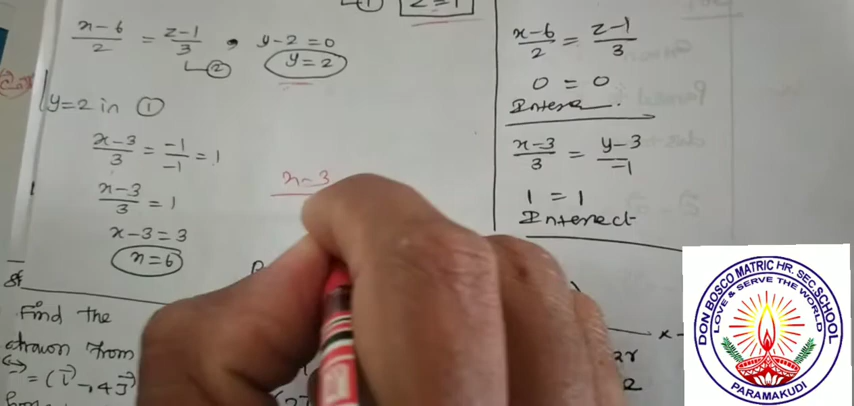 z=1
x-6/2 = z-1/3 , y-2=0
② y=2
y=2 in ①
x-3/3 = -1/-1 = 1
x-3/3 = 1
x-3=3
x=6
Find the
drawn from
x-3
x-6/2 = z-1/3
0 = 0
x-3/3 = y-3/-1
1 = 1
Intersect
DON BOSCO MATRIC HR. SEC. SCHOOL
LOVE & SERVE THE WORLD
PARAMAKUDI